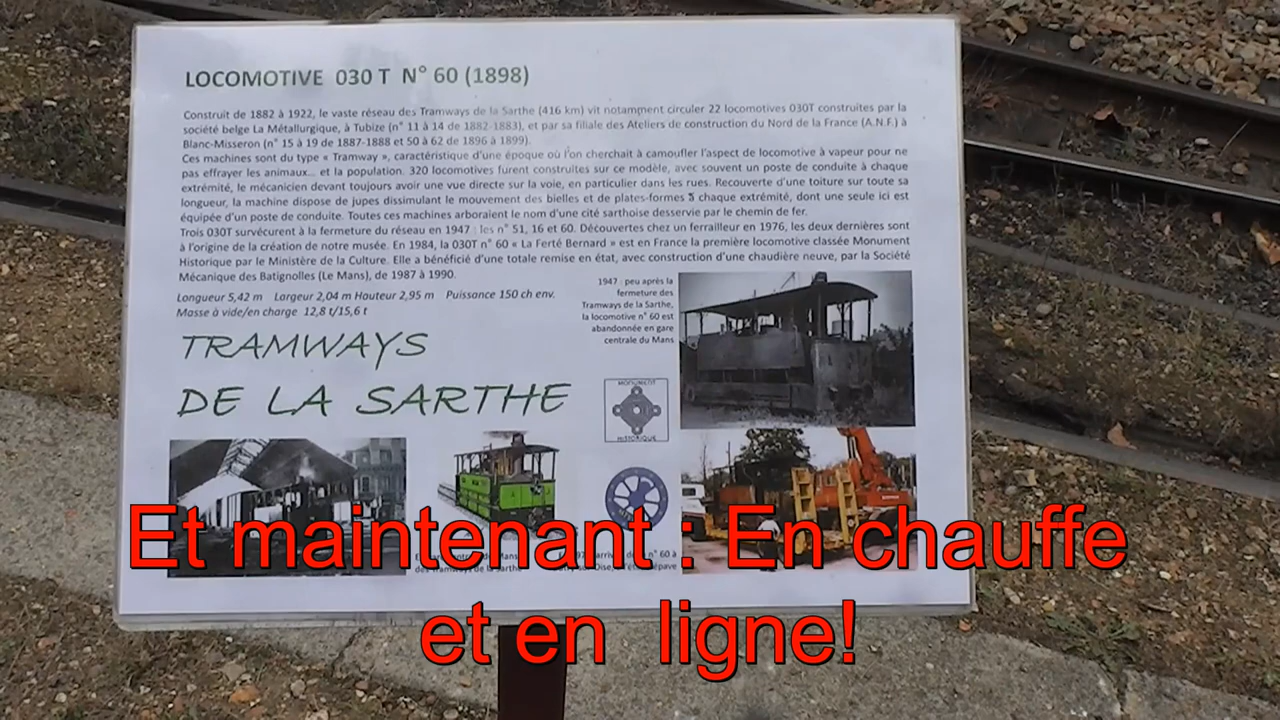 LOCOMOTIVE 030 T N° 60 (1898)
Construit de 1882 à 1922, le vaste réseau des Tramways de la Sarthe (416 km) vit notamment circuler 22 locomotives 030T construites par la
société belge La Métallurgique, à Tubize (n° 11 à 14 de 1882-1883), et par sa filiale des Ateliers de construction du Nord de la France (A.N.F.) à
Blanc-Misseron (n° 15 à 19 de 1887-1888 et 50 à 62 de 1896 à 1899).
Ces machines sont du type « Tramway », caractéristique d'une époque où l'on cherchait à camoufler l'aspect de locomotive à vapeur pour ne
pas effrayer les animaux... et la population. 320 locomotives furent construites sur ce modèle, avec souvent un poste de conduite à chaque
extrémité, le mécanicien devant toujours avoir une vue directe sur la voie, en particulier dans les rues. Recouverte d'une toiture sur toute sa
longueur, la machine dispose de jupes dissimulant le mouvement des bielles et de plates-formes à chaque extrémité, dont une seule ici est
équipée d'un poste de conduite. Toutes ces machines arboraient le nom d'une cité sarthoise desservie par le chemin de fer.
Trois 030T survécurent à la fermeture du réseau en 1947 : les n° 51, 16 et 60. Découvertes chez un ferrailleur en 1976, les deux dernières sont
à l'origine de la création de notre musée. En 1984, la 030T n° 60 « La Ferté Bernard » est en France la première locomotive classée Monument
Historique par le Ministère de la Culture. Elle a bénéficié d'une totale remise en état, avec construction d'une chaudière neuve, par la Société
Mécanique des Batignolles (Le Mans), de 1987 à 1990.
Longueur 5,42 m Largeur 2,04 m Hauteur 2,95 m Puissance 150 ch env.
Masse à vide/en charge 12,8 t/15,6 t
1947 : peu après la
fermeture des
Tramways de la Sarthe,
la locomotive n° 60 est
abandonnée en gare
centrale du Mans
TRAMWAYS
DE LA SARTHE
MONUMENT
HISTORIQUE
Et maintenant : En chauffe
et en ligne!